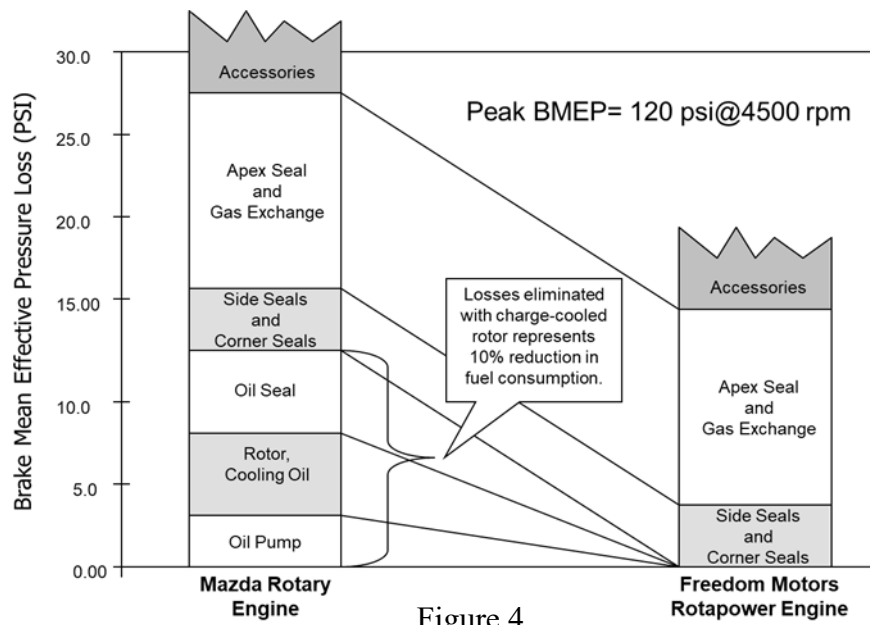 30.0
25.0
20.0
15.00
10.0
5.0
0.00
Brake Mean Effective Pressure Loss (PSI)
Peak BMEP= 120 psi@4500 rpm
Accessories
Apex Seal
and
Gas Exchange
Side Seals
and
Corner Seals
Oil Seal
Rotor,
Cooling Oil
Oil Pump
Losses eliminated
with charge-cooled
rotor represents
10% reduction in
fuel consumption.
Accessories
Apex Seal
and
Gas Exchange
Side Seals
and
Corner Seals
Mazda Rotary
Engine
Freedom Motors
Rotapower Engine
Figure 4